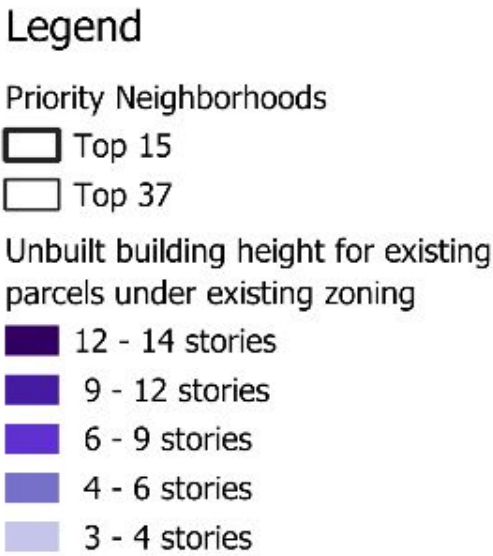 Legend
Priority Neighborhoods
Top 15
Top 37
Unbuilt building height for existing
parcels under existing zoning
12 - 14 stories
9 - 12 stories
6 - 9 stories
4 - 6 stories
3 - 4 stories